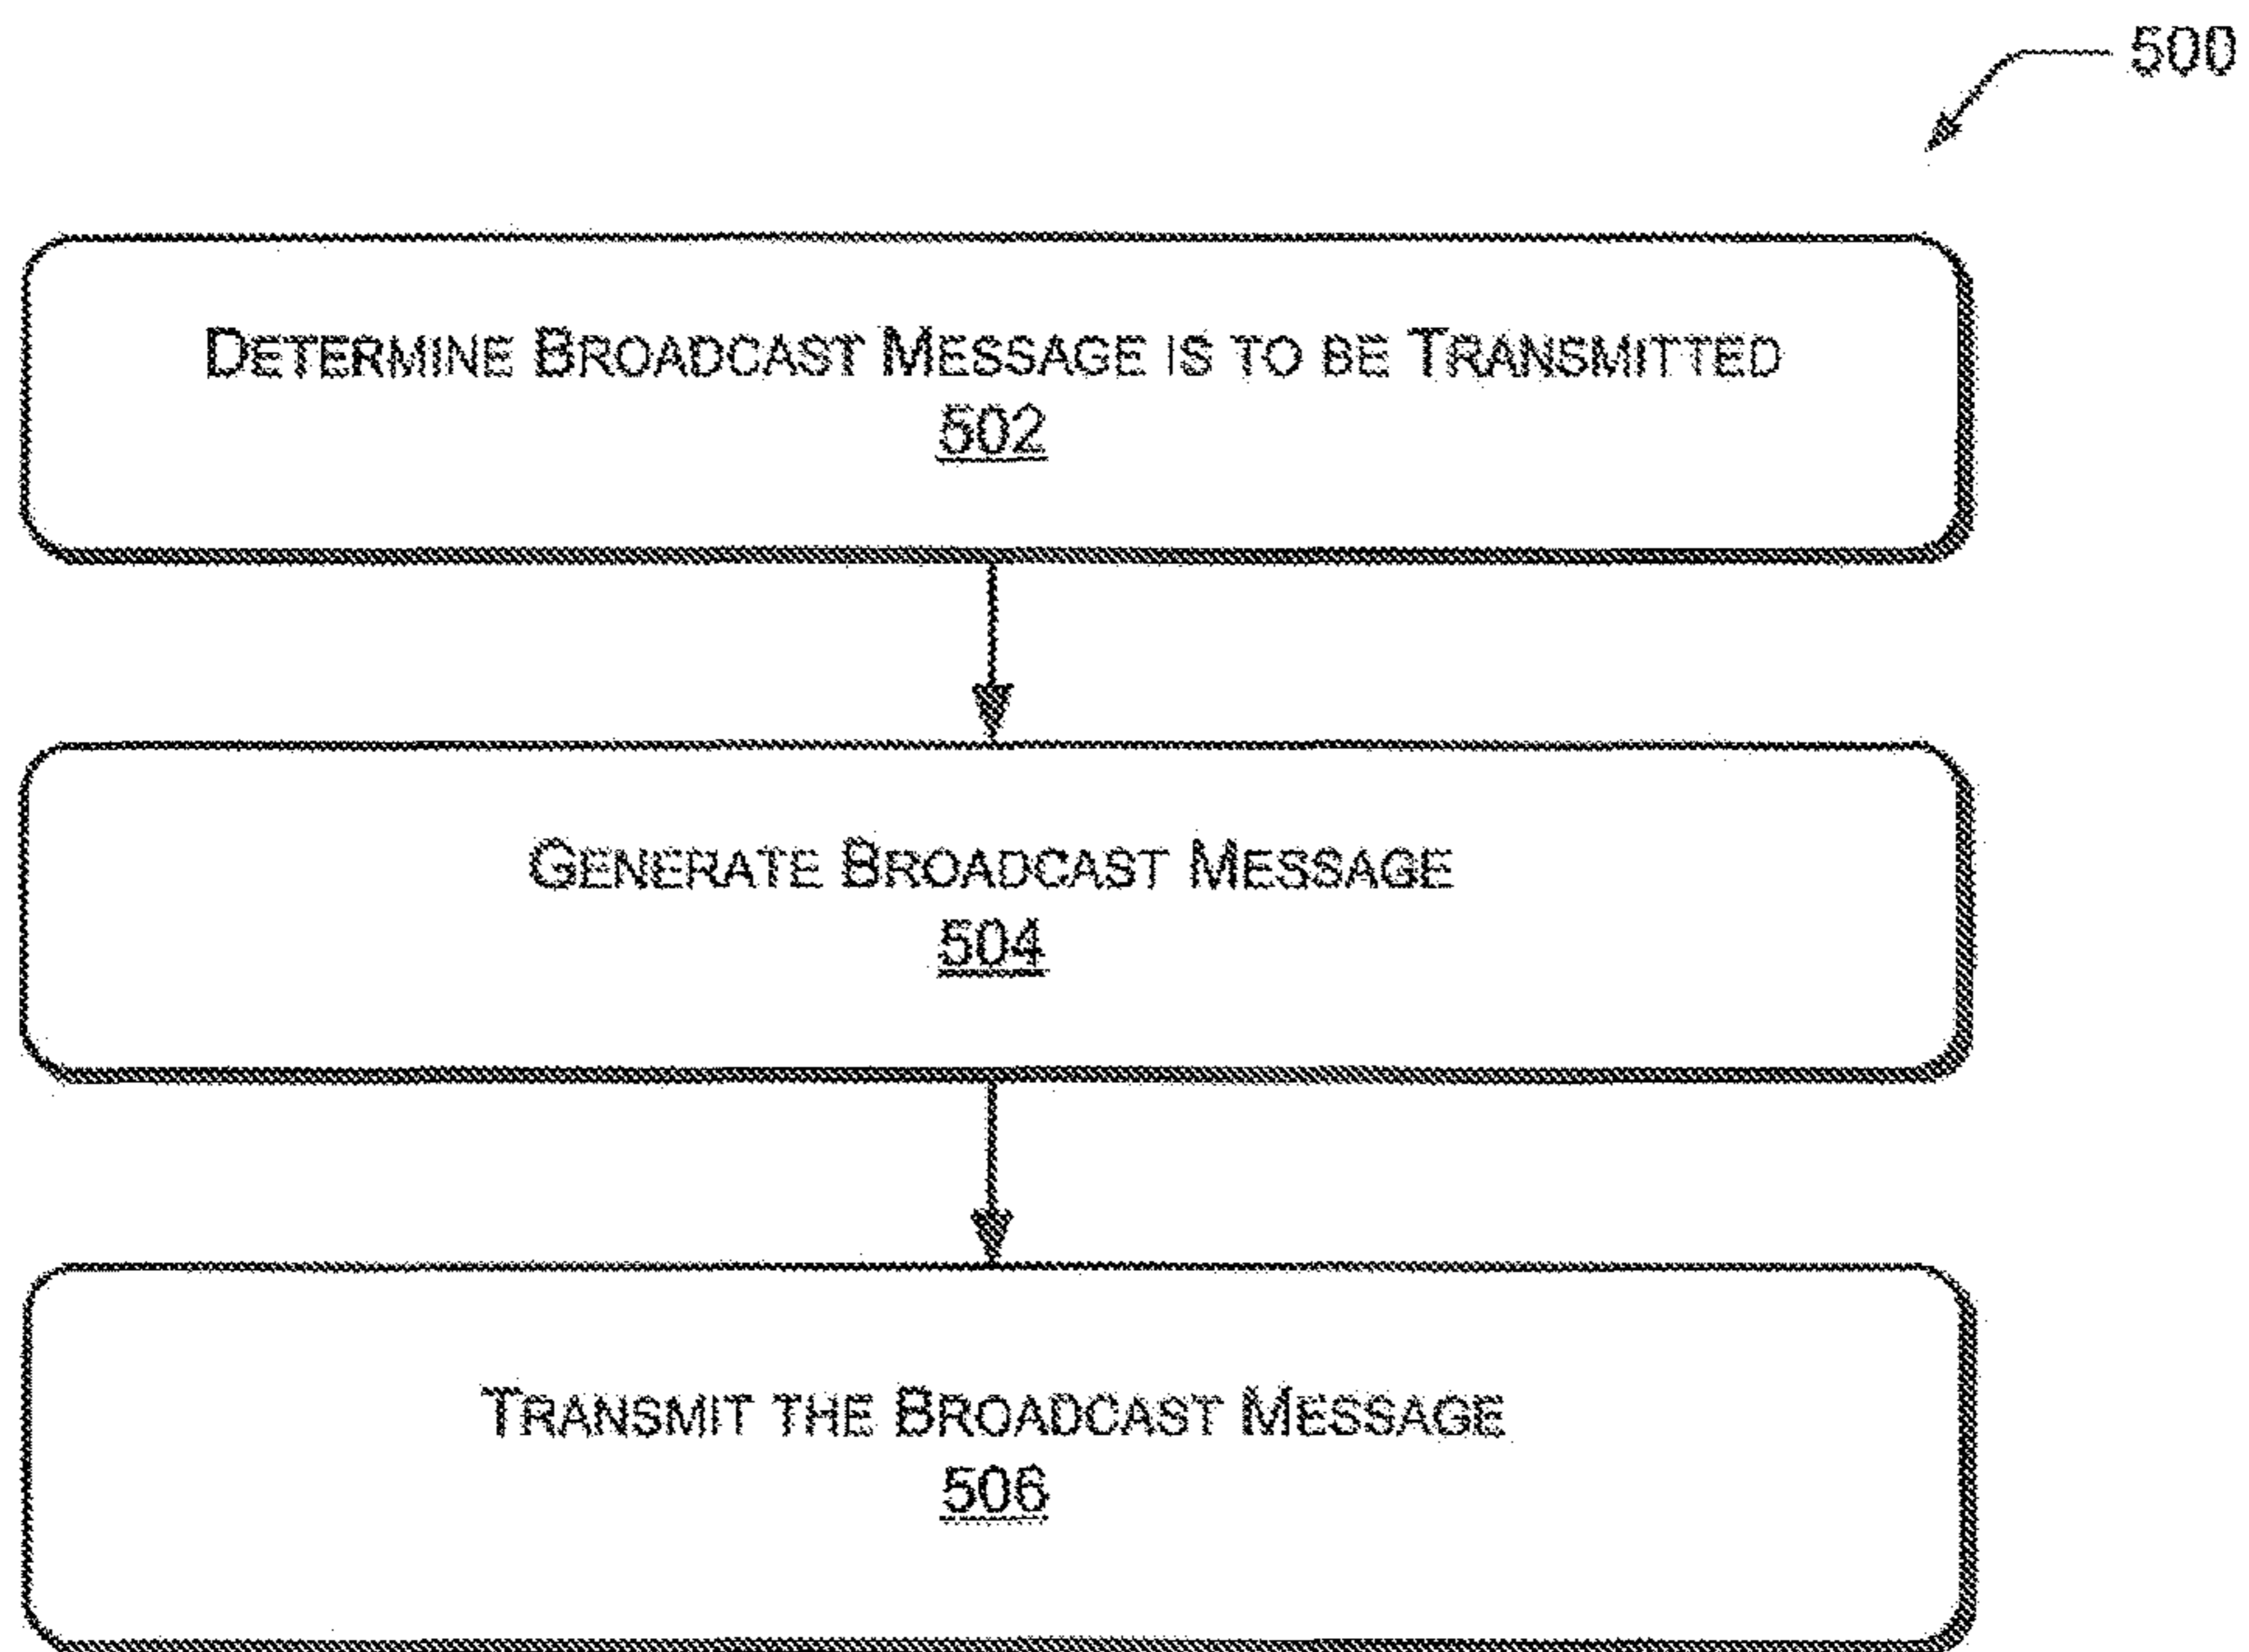 500
DETERMINE BROADCAST MESSAGE IS TO BE TRANSMITTED
502
GENERATE BROADCAST MESSAGE
504
TRANSMIT THE BROADCAST MESSAGE
506